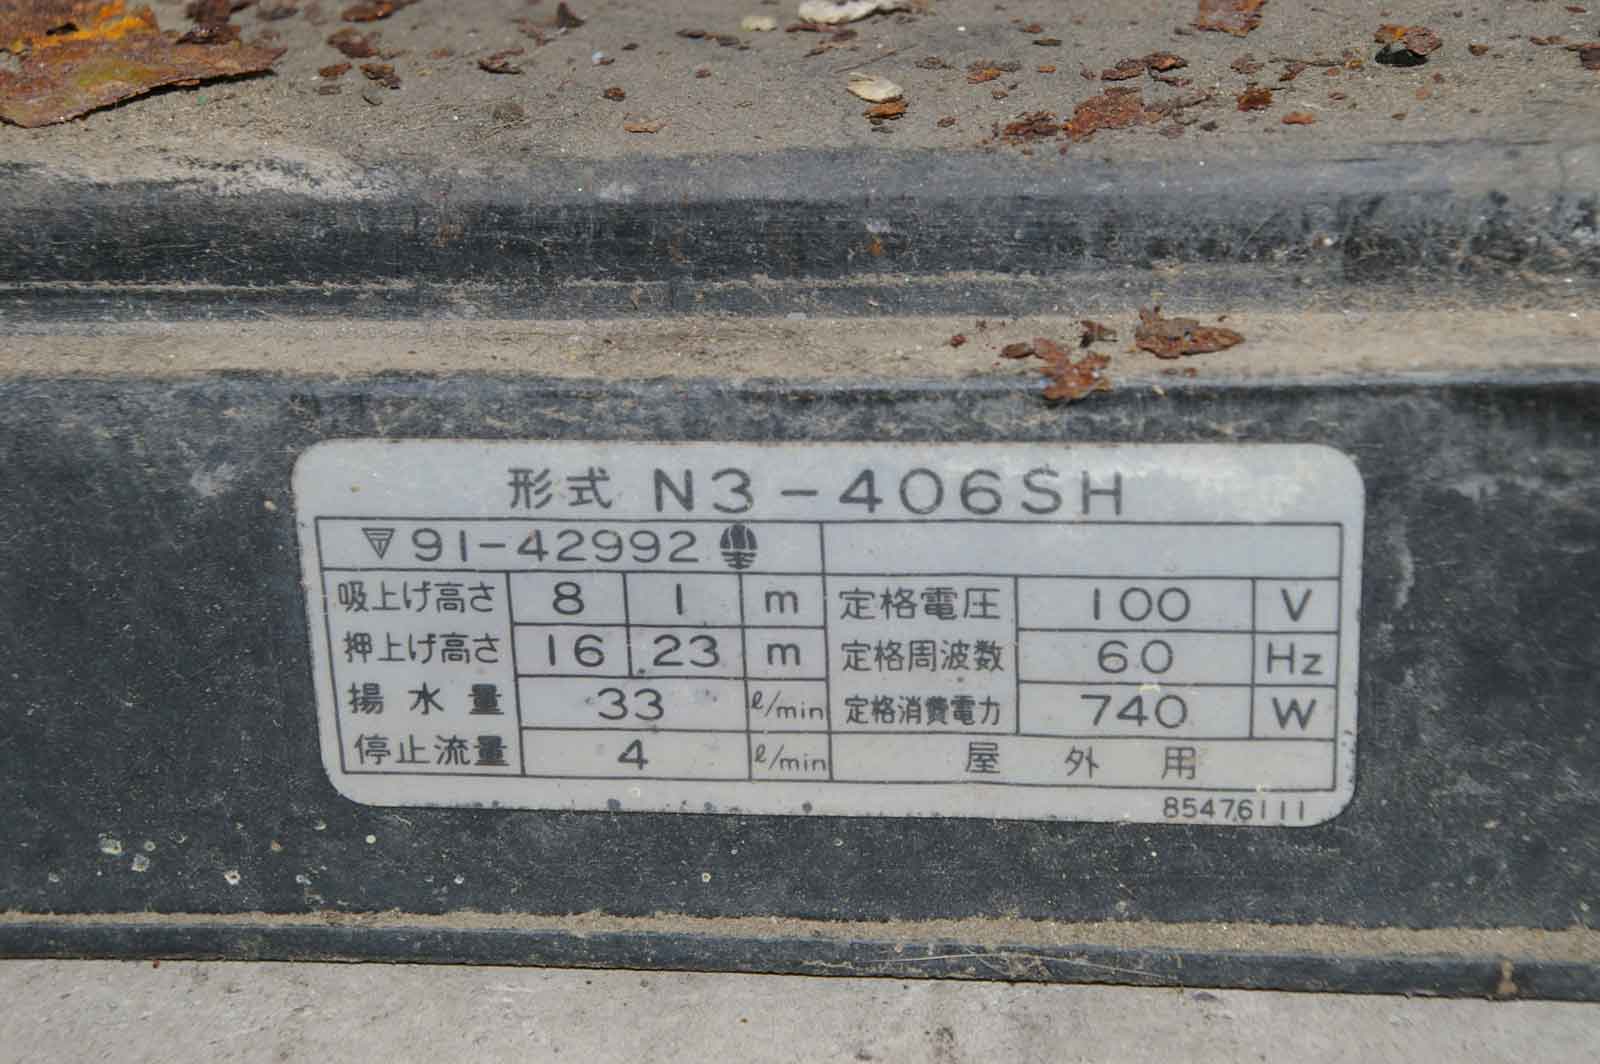 形式 N3-406SH
91-42992
吸上げ高さ 8 1 m 定格電圧 100 V
押上げ高さ 16 23 m 定格周波数 60 Hz
揚水量 33 ℓ/min 定格消費電力 740 W
停止流量 4 ℓ/min 屋外用
85476111